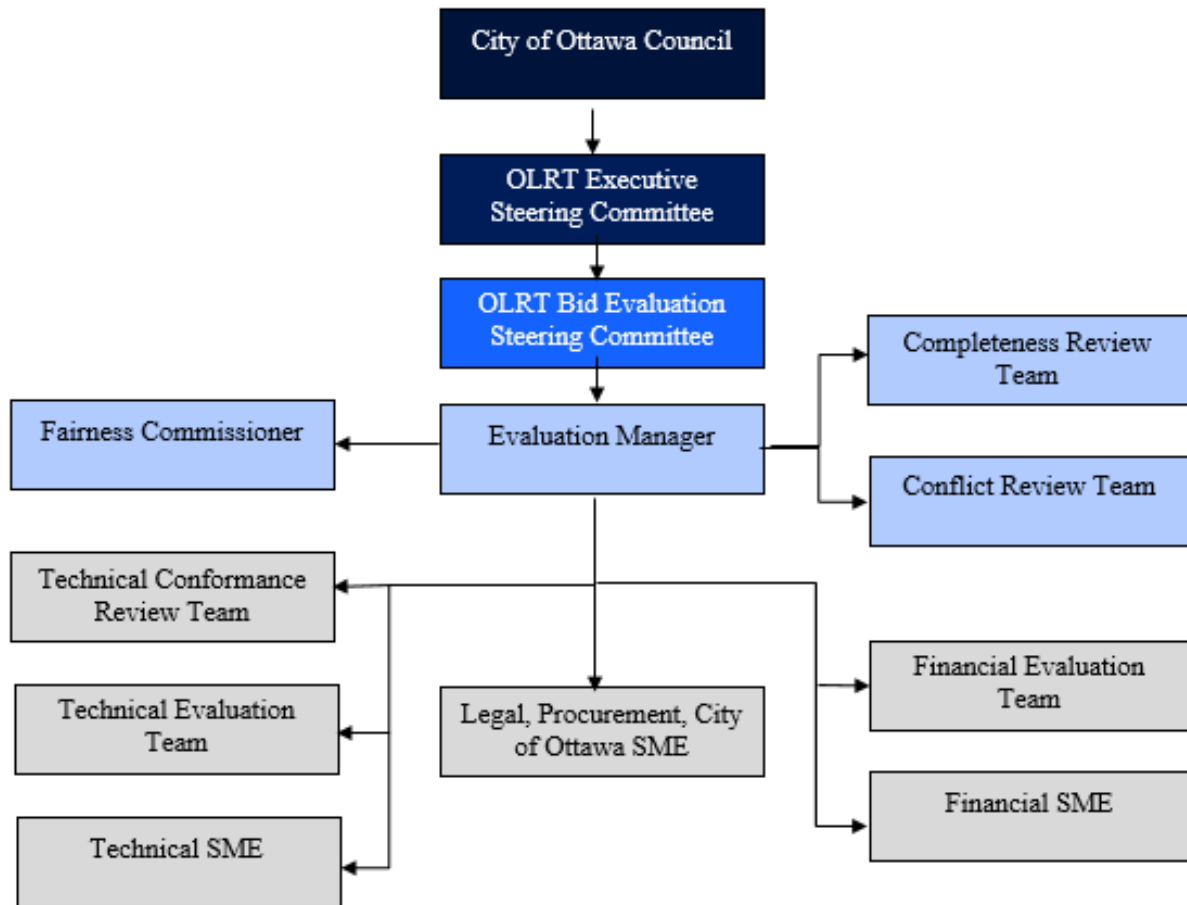 City of Ottawa Council
OLRT Executive
Steering Committee
OLRT Bid Evaluation
Steering Committee
Completeness Review
Team
Fairness Commissioner
Evaluation Manager
Conflict Review Team
Technical Conformance
Review Team
Financial Evaluation
Team
Technical Evaluation
Team
Legal, Procurement, City
of Ottawa SME
Financial SME
Technical SME